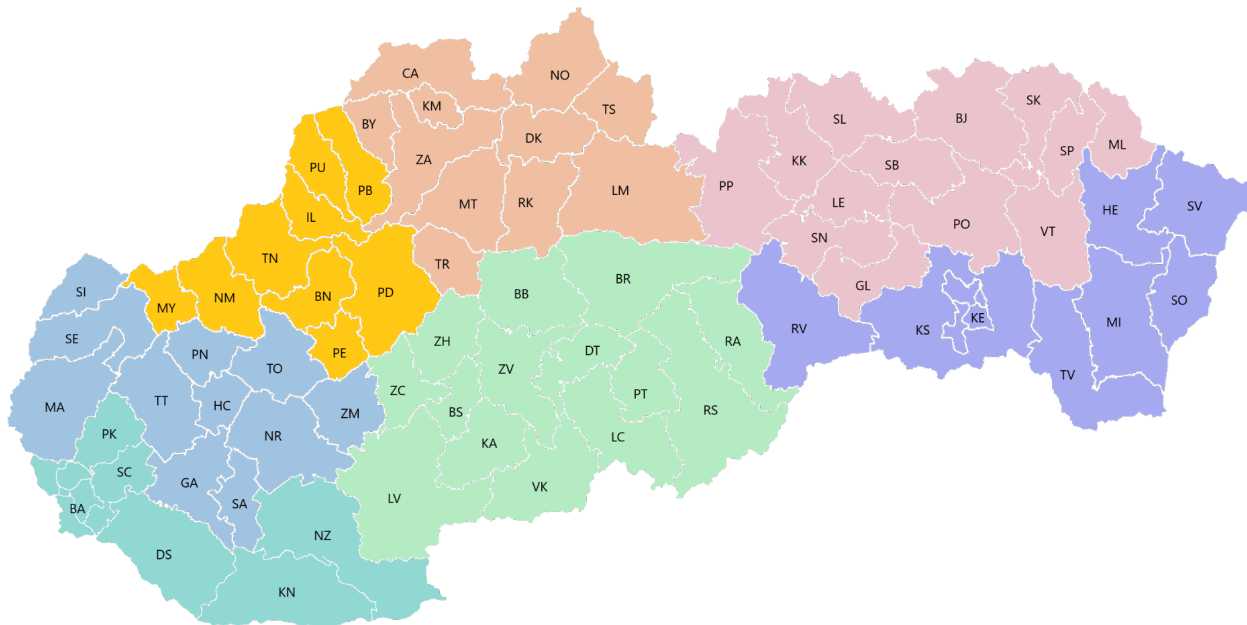 CA
NO
KM
TS
BY
DK
ZA
PU
PB
MT
RK
LM
IL
TN
TR
SI
MY
NM
BN
PD
SE
PN
PE
TO
MA
TT
HC
ZM
PK
NR
SC
GA
SA
BA
DS
NZ
KN
SL
BJ
SK
SP
ML
KK
SB
PP
LE
HE
SV
SN
PO
VT
GL
BB
BR
SO
RV
KS
KE
MI
ZH
DT
RA
ZV
TV
ZC
BS
PT
RS
KA
LC
LV
VK